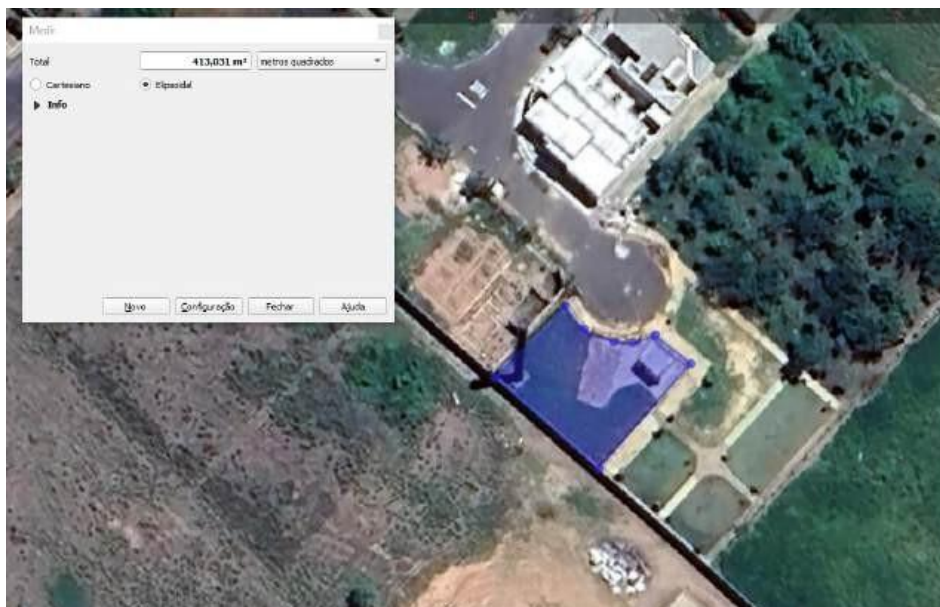 Medir
Total 413,031 m² metros quadrados
Cartesiano Elipsoidal
Info
Novo Configuração Fechar Ajuda